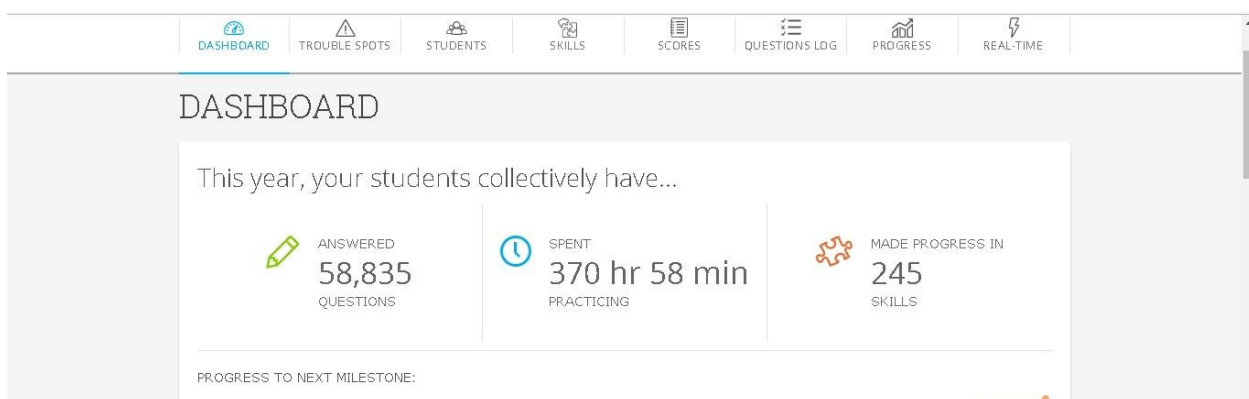 DASHBOARD TROUBLE SPOTS STUDENTS SKILLS SCORES QUESTIONS LOG PROGRESS REAL-TIME
DASHBOARD
This year, your students collectively have...
ANSWERED
58,835
QUESTIONS
SPENT
370 hr 58 min
PRACTICING
MADE PROGRESS IN
245
SKILLS
PROGRESS TO NEXT MILESTONE: